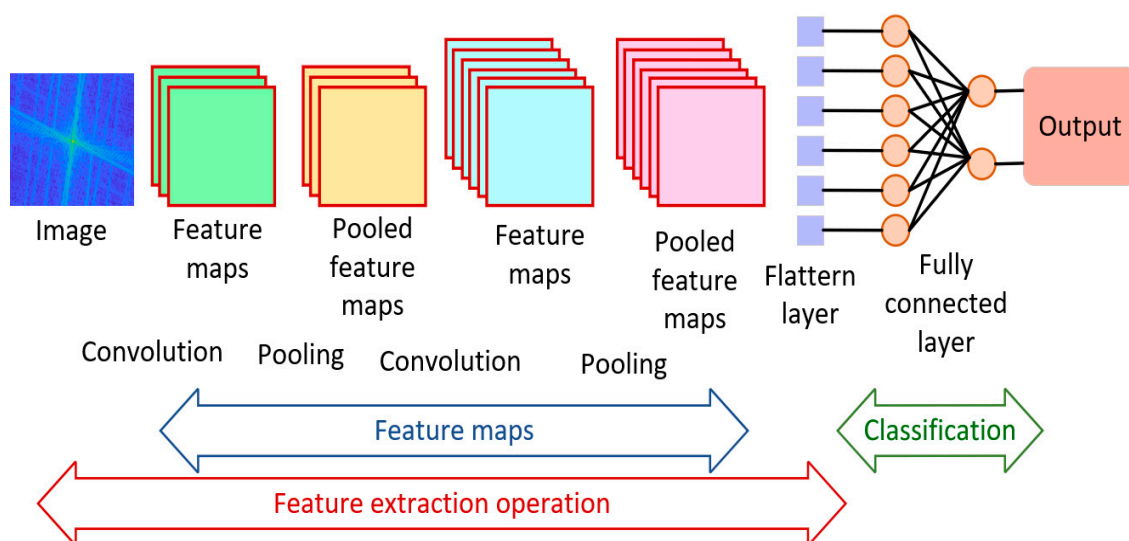 Image
Feature
maps
Pooled
feature
maps
Feature
maps
Pooled
feature
maps
Flattern
layer
Fully
connected
layer
Output
Convolution
Pooling
Convolution
Pooling
Feature maps
Classification
Feature extraction operation